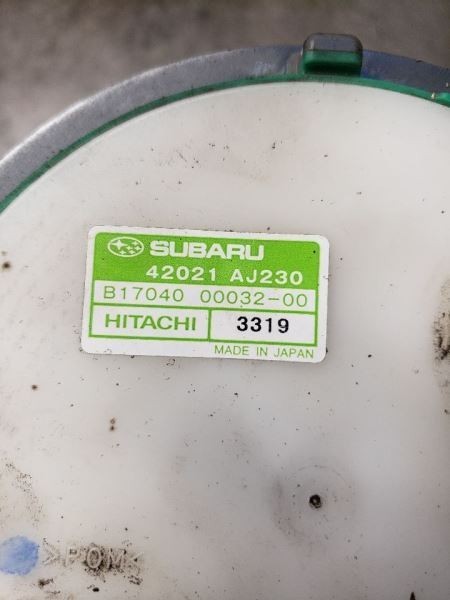 SUBARU
42021 AJ230
B17040 00032-00
HITACHI 3319
MADE IN JAPAN
>POM<